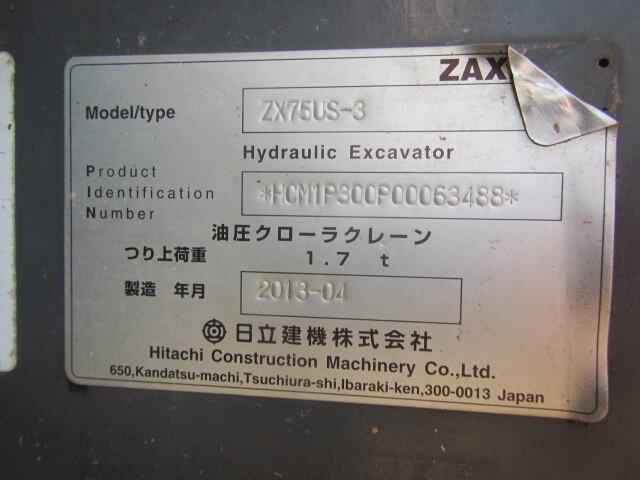 ZAX
Model/type ZX75US-3
Hydraulic Excavator
Product
Identification *HCM1P300P00063488*
Number
油圧クローラクレーン
つり上荷重 1.7 t
製造 年月 2013-04
日立建機株式会社
Hitachi Construction Machinery Co.,Ltd.
650,Kandatsu-machi,Tsuchiura-shi,Ibaraki-ken,300-0013 Japan